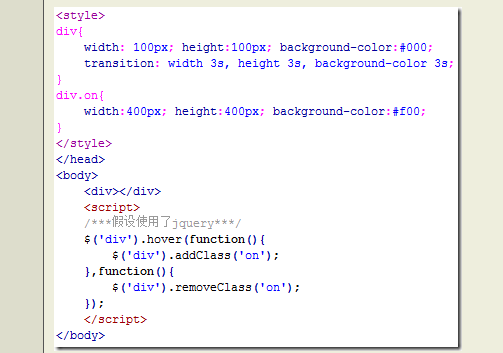 <style>
div{
    width: 100px; height:100px; background-color:#000;
    transition: width 3s, height 3s, background-color 3s;
}
div.on{
    width:400px; height:400px; background-color:#f00;
}
</style>
</head>
<body>
    <div></div>
    <script>
    /***假设使用了jquery***/
    $('div').hover(function(){
        $('div').addClass('on');
    },function(){
        $('div').removeClass('on');
    });
    </script>
</body>